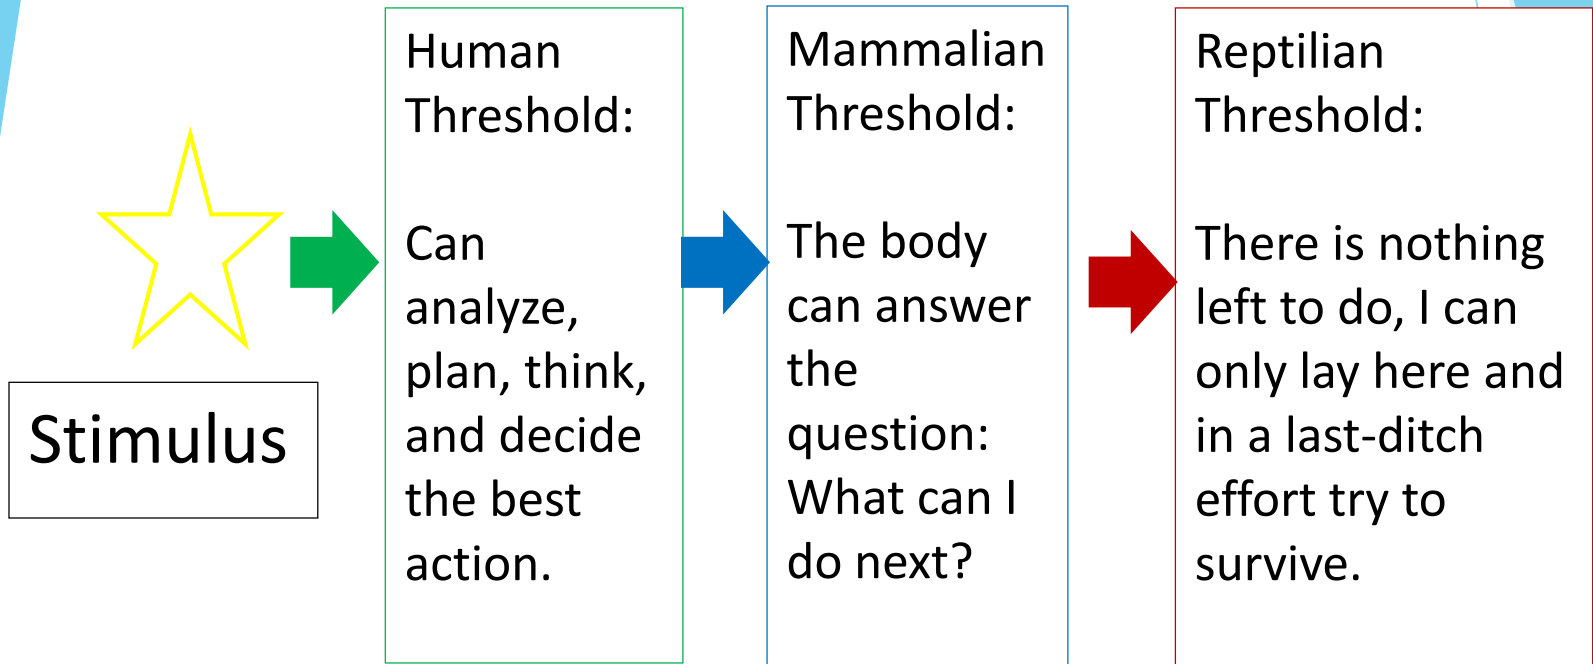 Stimulus
Human
Threshold:
Can
analyze,
plan, think,
and decide
the best
action.
Mammalian
Threshold:
The body
can answer
the
question:
What can I
do next?
Reptilian
Threshold:
There is nothing
left to do, I can
only lay here and
in a last-ditch
effort try to
survive.